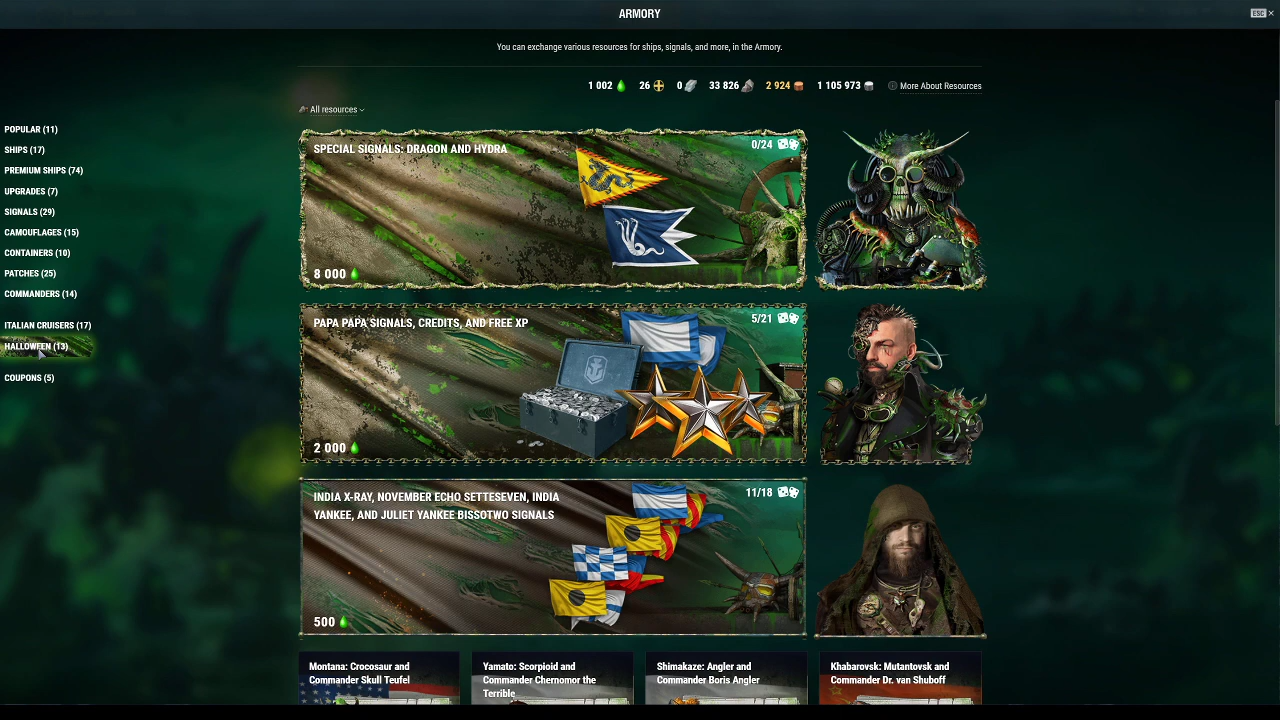 ARMORY
ESC ×
You can exchange various resources for ships, signals, and more, in the Armory.
1 002 26 0 33 826 2 924 1 105 973 More About Resources
All resources
POPULAR (11)
SHIPS (17)
PREMIUM SHIPS (74)
UPGRADES (7)
SIGNALS (29)
CAMOUFLAGES (15)
CONTAINERS (10)
PATCHES (25)
COMMANDERS (14)
ITALIAN CRUISERS (17)
HALLOWEEN (13)
COUPONS (5)
SPECIAL SIGNALS: DRAGON AND HYDRA
0/24
8 000
PAPA PAPA SIGNALS, CREDITS, AND FREE XP
5/21
2 000
INDIA X-RAY, NOVEMBER ECHO SETTESEVEN, INDIA
YANKEE, AND JULIET YANKEE BISSOTWO SIGNALS
11/18
500
Montana: Crocosaur and
Commander Skull Teufel
Yamato: Scorpioid and
Commander Chernomor the
Terrible
Shimakaze: Angler and
Commander Boris Angler
Khabarovsk: Mutantovsk and
Commander Dr. van Shuboff